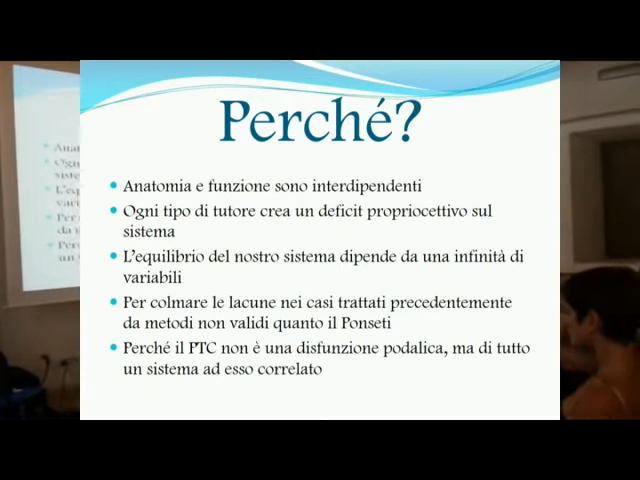 Perché?
Anatomia e funzione sono interdipendenti
Ogni tipo di tutore crea un deficit propriocettivo sul
sistema
L'equilibrio del nostro sistema dipende da una infinità di
variabili
Per colmare le lacune nei casi trattati precedentemente
da metodi non validi quanto il Ponseti
Perché il PTC non è una disfunzione podalica, ma di tutto
un sistema ad esso correlato